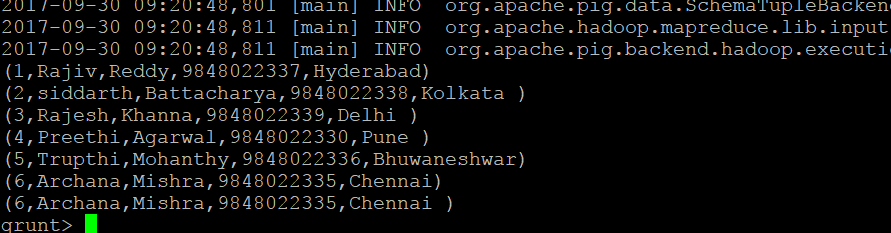 2017-09-30 09:20:48,801 [main] INFO  org.apache.pig.data.SchemaTupleBacken
2017-09-30 09:20:48,811 [main] INFO  org.apache.hadoop.mapreduce.lib.input
2017-09-30 09:20:48,811 [main] INFO  org.apache.pig.backend.hadoop.executi
(1,Rajiv,Reddy,9848022337,Hyderabad)
(2,siddarth,Battacharya,9848022338,Kolkata )
(3,Rajesh,Khanna,9848022339,Delhi )
(4,Preethi,Agarwal,9848022330,Pune )
(5,Trupthi,Mohanthy,9848022336,Bhuwaneshwar)
(6,Archana,Mishra,9848022335,Chennai)
(6,Archana,Mishra,9848022335,Chennai )
grunt>